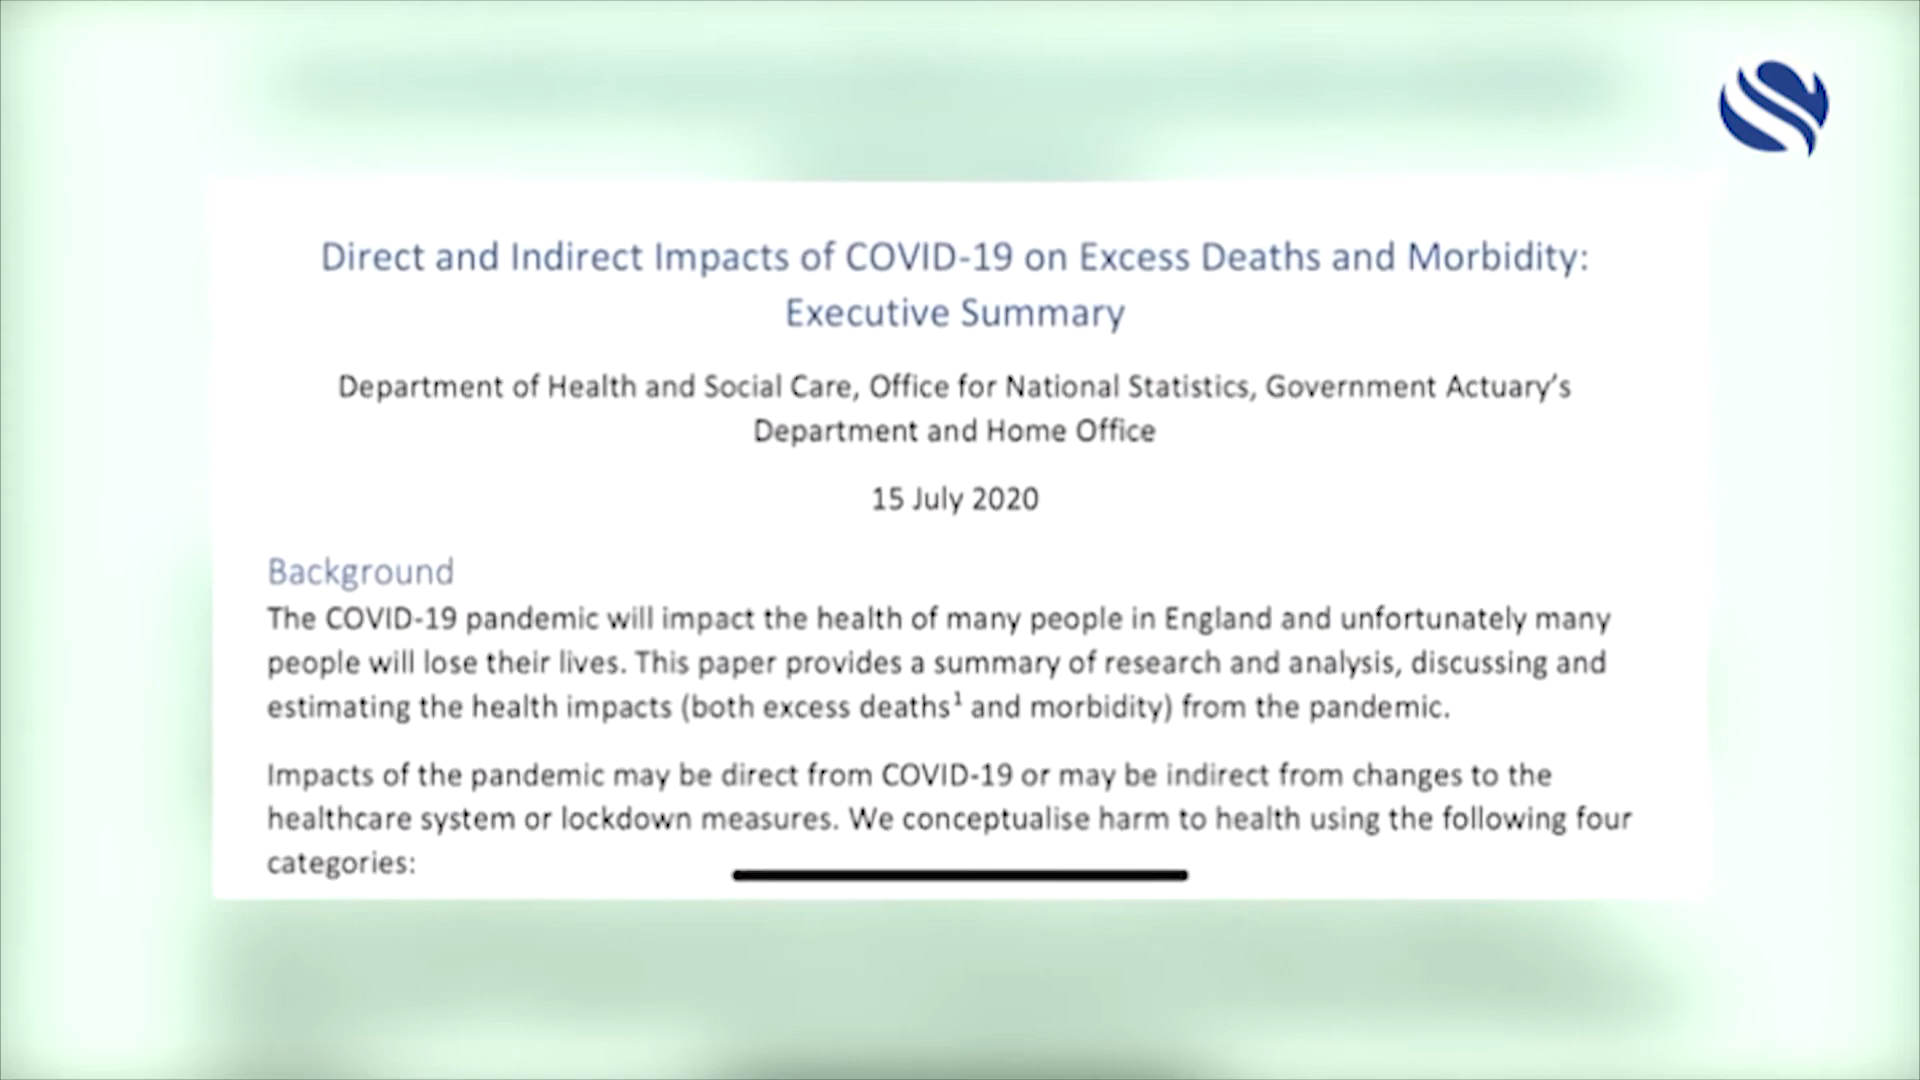 Direct and Indirect Impacts of COVID-19 on Excess Deaths and Morbidity:
Executive Summary
Department of Health and Social Care, Office for National Statistics, Government Actuary’s
Department and Home Office
15 July 2020
Background
The COVID-19 pandemic will impact the health of many people in England and unfortunately many
people will lose their lives. This paper provides a summary of research and analysis, discussing and
estimating the health impacts (both excess deaths¹ and morbidity) from the pandemic.
Impacts of the pandemic may be direct from COVID-19 or may be indirect from changes to the
healthcare system or lockdown measures. We conceptualise harm to health using the following four
categories: